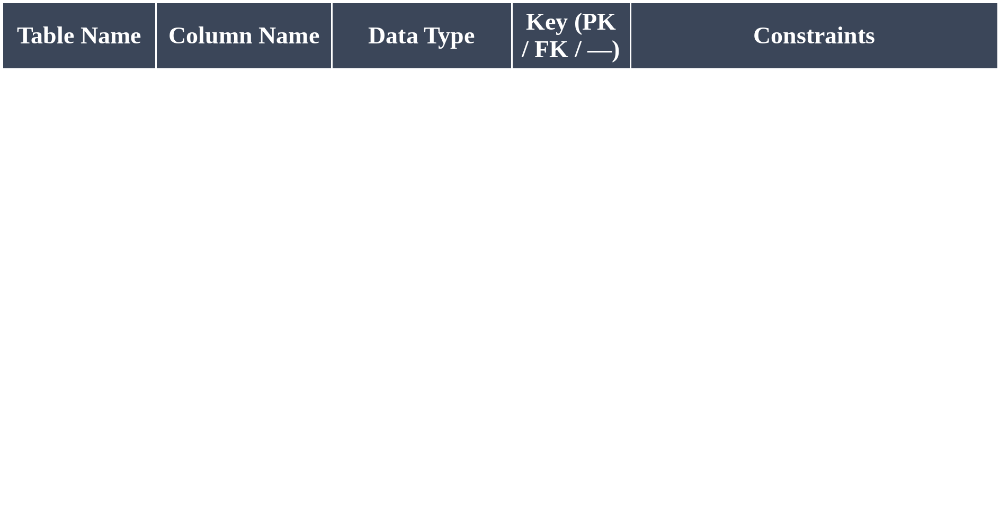 Table Name
Column Name
Data Type
Key (PK
/ FK / —)
Constraints